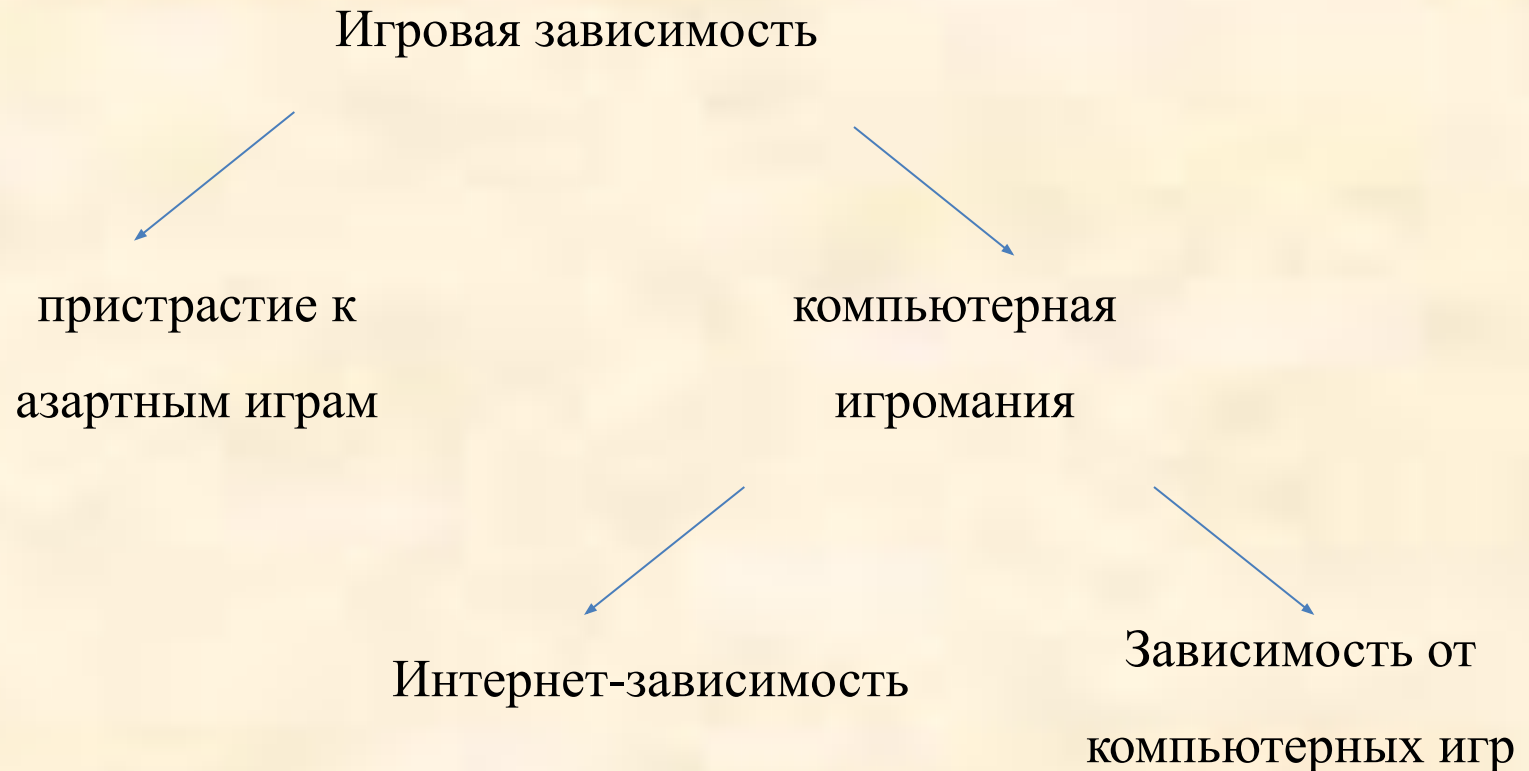 Игровая зависимость
пристрастие к
азартным играм
компьютерная
игромания
Интернет-зависимость
Зависимость от
компьютерных игр